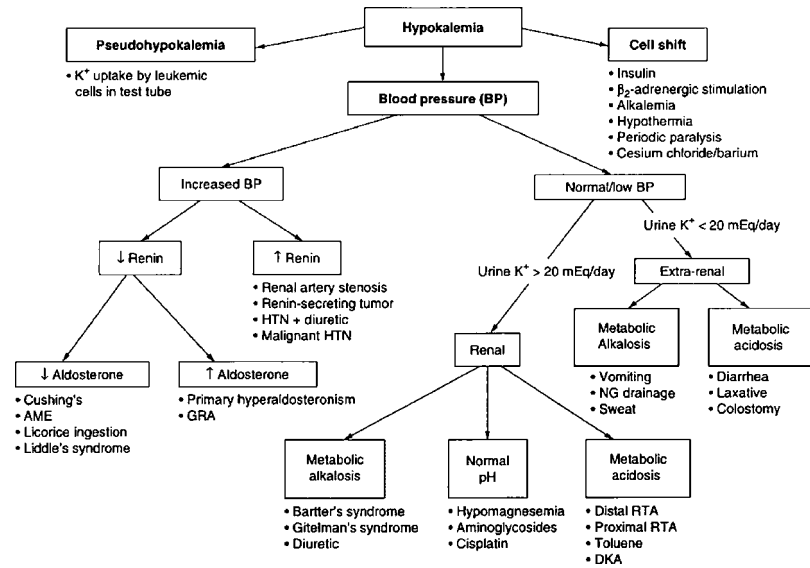 Hypokalemia
Pseudohypokalemia
• K⁺ uptake by leukemic
cells in test tube
Cell shift
• Insulin
• β₂-adrenergic stimulation
• Alkalemia
• Hypothermia
• Periodic paralysis
• Cesium chloride/barium
Blood pressure (BP)
Increased BP
Normal/low BP
↓ Renin
↑ Renin
• Renal artery stenosis
• Renin-secreting tumor
• HTN + diuretic
• Malignant HTN
↓ Aldosterone
• Cushing's
• AME
• Licorice ingestion
• Liddle's syndrome
↑ Aldosterone
• Primary hyperaldosteronism
• GRA
Urine K⁺ > 20 mEq/day
Urine K⁺ < 20 mEq/day
Extra-renal
Metabolic
Alkalosis
• Vomiting
• NG drainage
• Sweat
Metabolic
acidosis
• Diarrhea
• Laxative
• Colostomy
Renal
Metabolic
alkalosis
• Bartter's syndrome
• Gitelman's syndrome
• Diuretic
Normal
pH
• Hypomagnesemia
• Aminoglycosides
• Cisplatin
Metabolic
acidosis
• Distal RTA
• Proximal RTA
• Toluene
• DKA